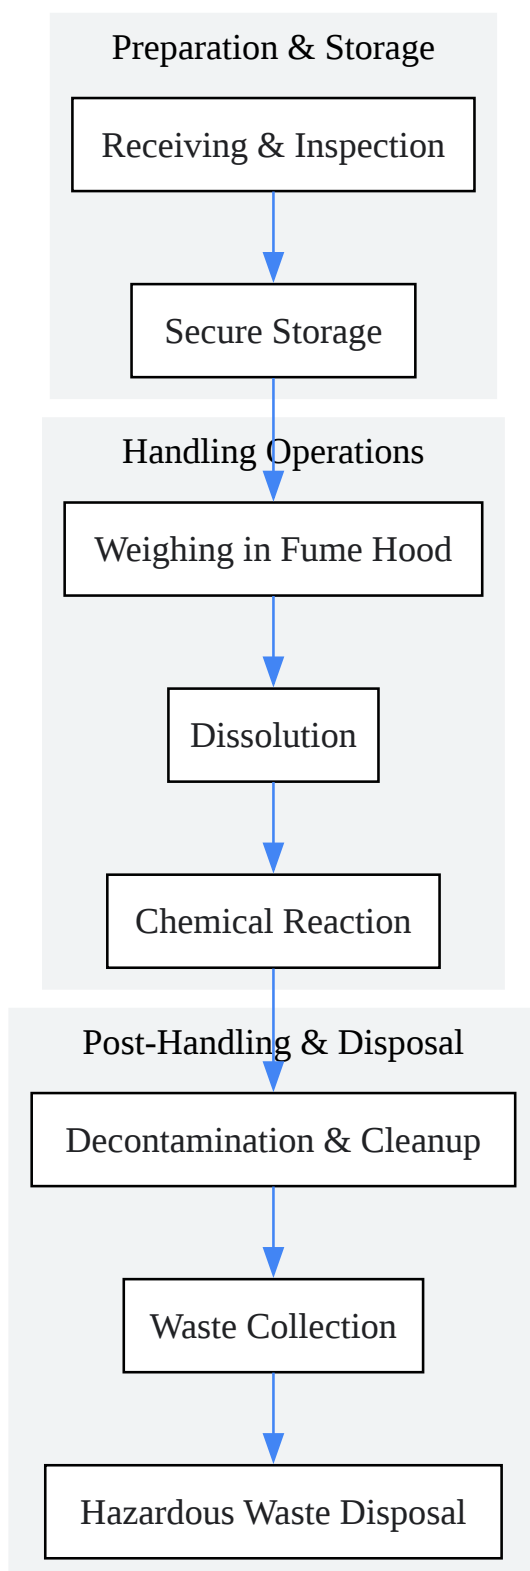 Preparation & Storage
Receiving & Inspection
Secure Storage
Handling Operations
Weighing in Fume Hood
Dissolution
Chemical Reaction
Post-Handling & Disposal
Decontamination & Cleanup
Waste Collection
Hazardous Waste Disposal